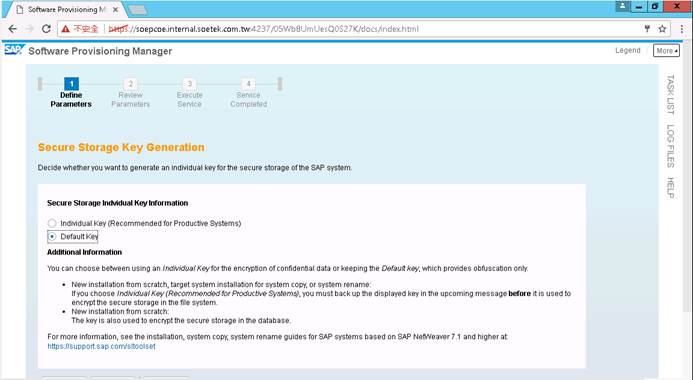 Software Provisioning M
不安全 https://soepcoe.internal.soetek.com.tw:4237/05WbBUmUesQ0S27K/docs/index.html
SAP Software Provisioning Manager
Legend More
1 2 3 4
Define Parameters
Review Parameters
Execute Service
Service Completed
TASK LIST
LOG FILES
HELP
Secure Storage Key Generation
Decide whether you want to generate an individual key for the secure storage of the SAP system.
Secure Storage Indvidual Key Information
Individual Key (Recommended for Productive Systems)
Default Key
Additional Information
You can choose between using an Individual Key for the encryption of confidential data or keeping the Default key, which provides obfuscation only.
• New installation from scratch, target system installation for system copy, or system rename:
If you choose Individual Key (Recommended for Productive Systems), you must back up the displayed key in the upcoming message before it is used to
encrypt the secure storage in the file system.
• New installation from scratch:
The key is also used to encrypt the secure storage in the database.
For more information, see the installation, system copy, system rename guides for SAP systems based on SAP NetWeaver 7.1 and higher at:
https://support.sap.com/sltoolset